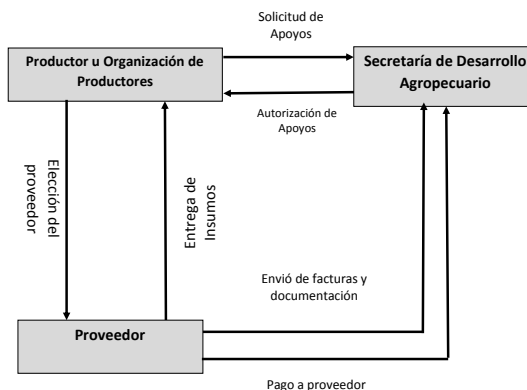 Solicitud de
Apoyos
Productor u Organización de
Productores
Secretaría de Desarrollo
Agropecuario
Autorización de
Apoyos
Elección del
proveedor
Entrega de
Insumos
Envió de facturas y
documentación
Proveedor
Pago a proveedor